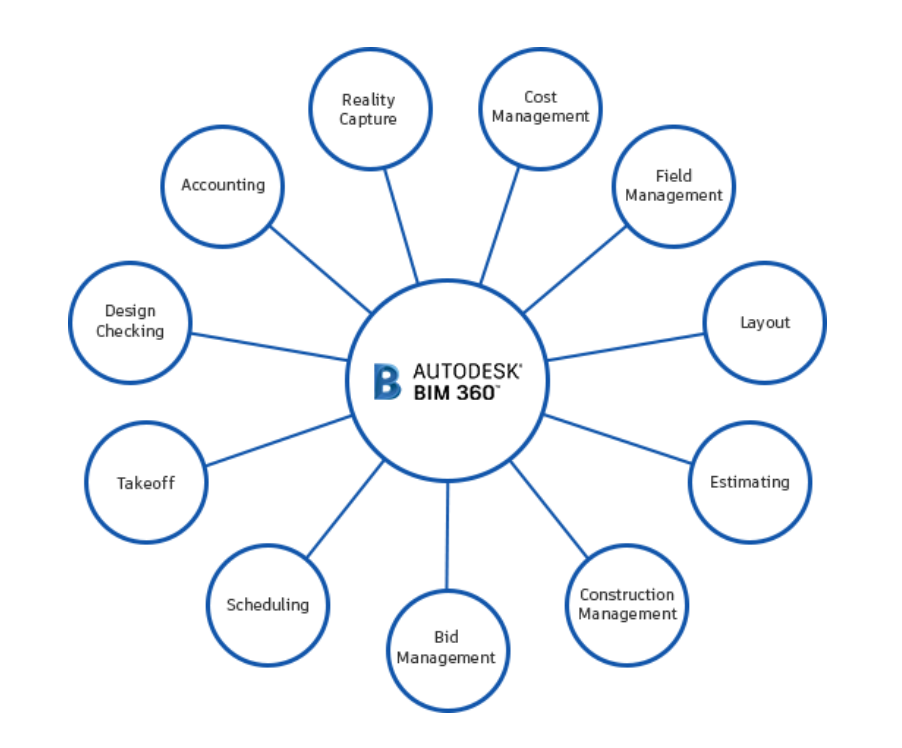 Reality
Capture
Cost
Management
Accounting
Field
Management
Design
Checking
Layout
B AUTODESK®
BIM 360™
Takeoff
Estimating
Scheduling
Construction
Management
Bid
Management